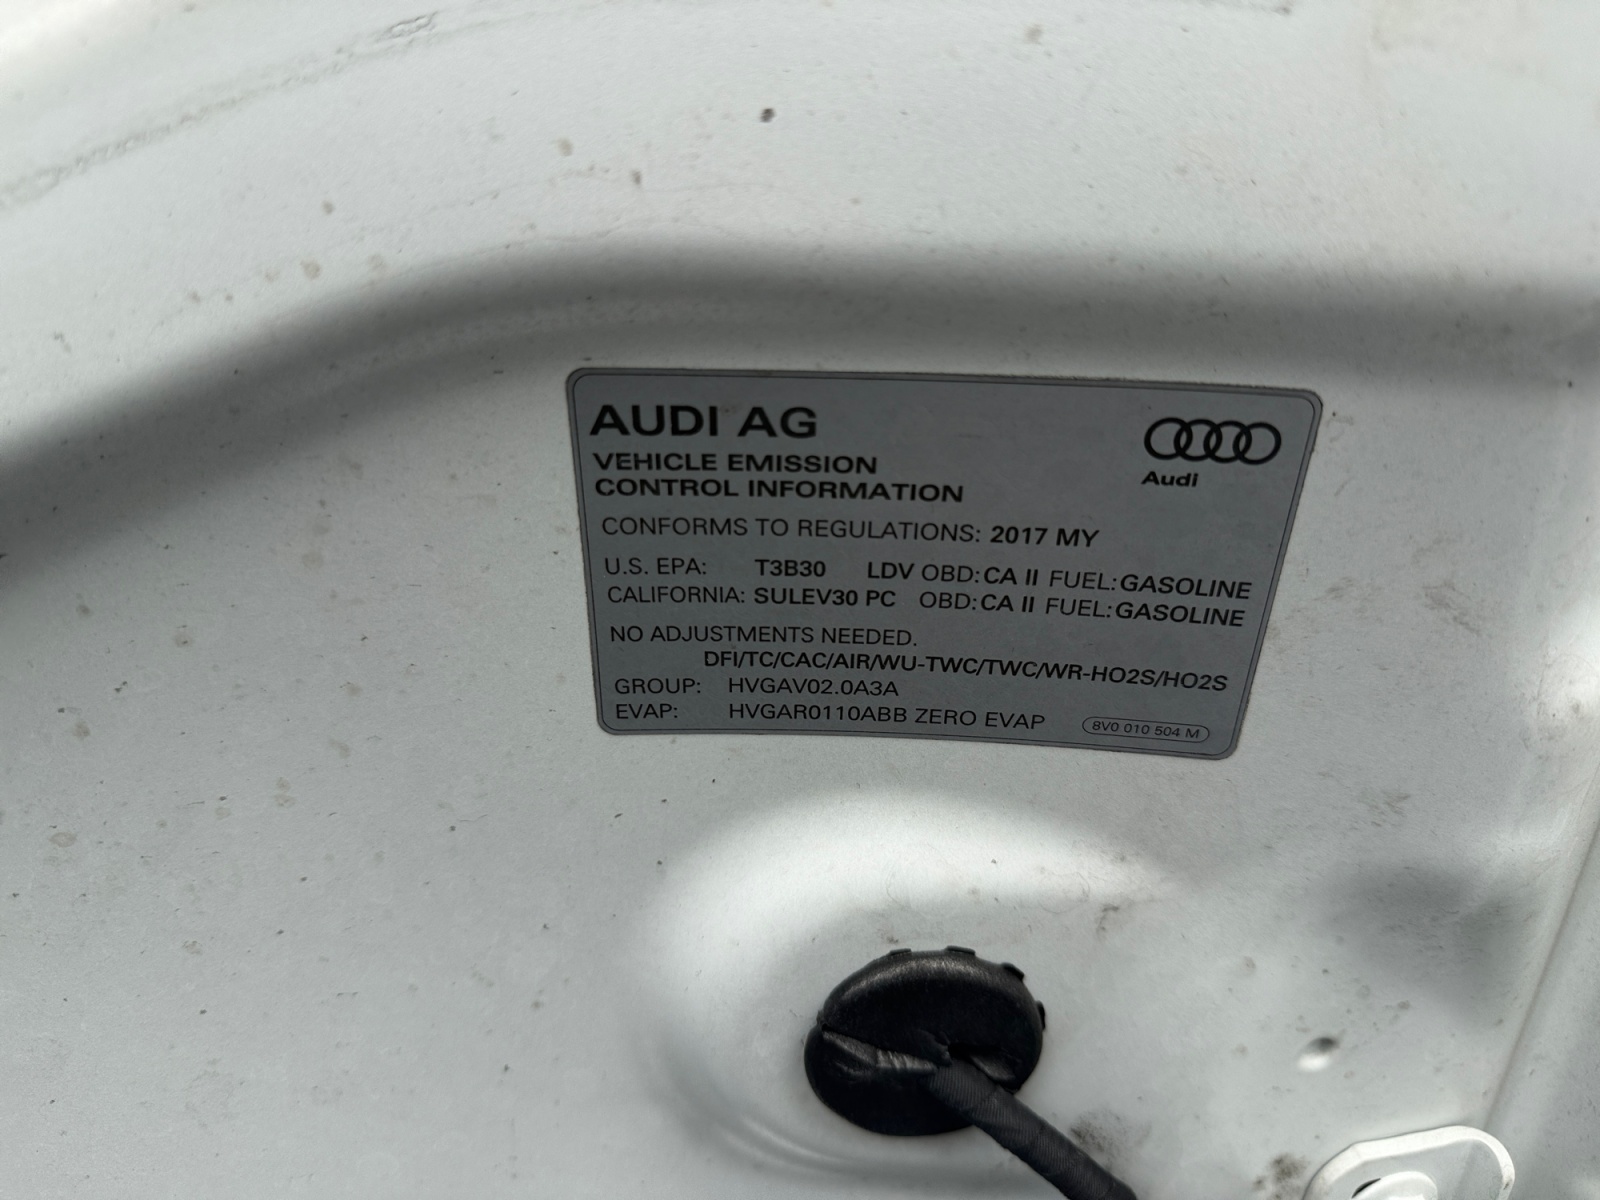 AUDI AG
Audi
VEHICLE EMISSION
CONTROL INFORMATION
CONFORMS TO REGULATIONS: 2017 MY
U.S. EPA: T3B30 LDV OBD: CA II FUEL: GASOLINE
CALIFORNIA: SULEV30 PC OBD: CA II FUEL: GASOLINE
NO ADJUSTMENTS NEEDED.
DFI/TC/CAC/AIR/WU-TWC/TWC/WR-HO2S/HO2S
GROUP: HVGAV02.0A3A
EVAP: HVGAR0110ABB ZERO EVAP
8V0 010 504 M